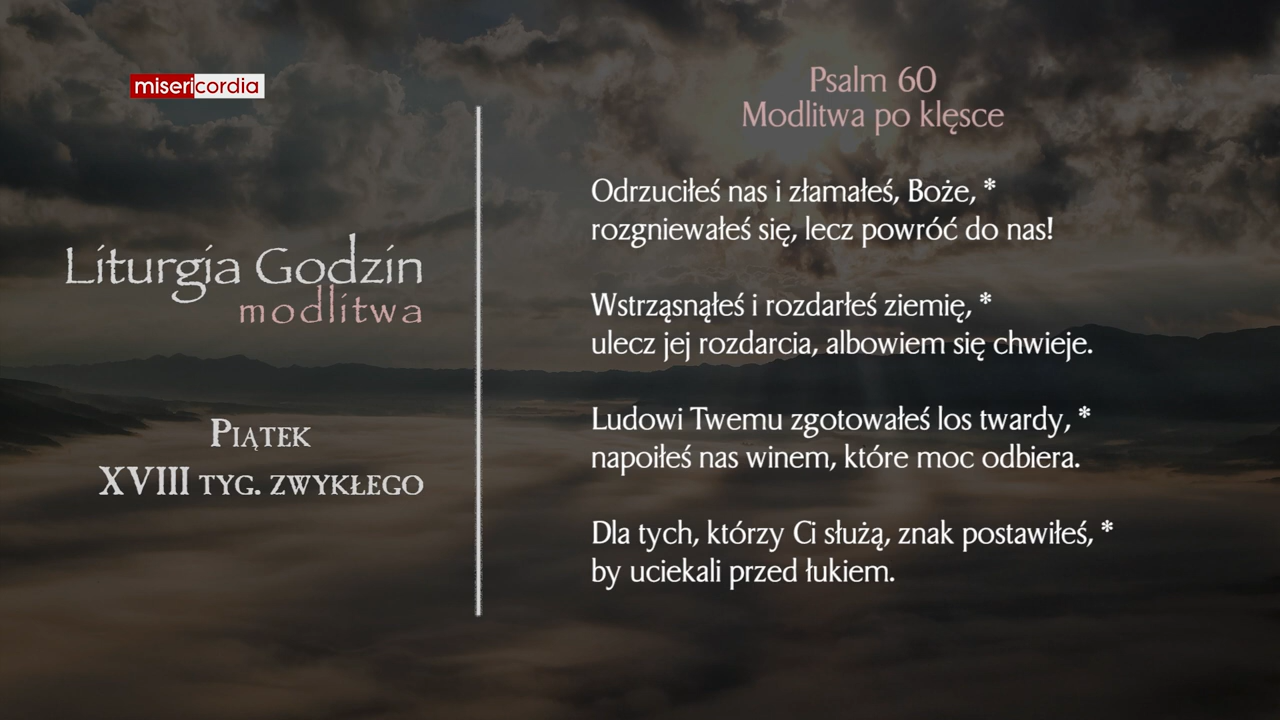 misericordia
Liturgia Godzin
modlitwa
Piątek
XVIII tyg. zwykłego
Psalm 60
Modlitwa po klęsce
Odrzuciłeś nas i złamałeś, Boże, *
rozgniewałeś się, lecz powróć do nas!
Wstrząsnąłeś i rozdarłeś ziemię, *
ulecz jej rozdarcia, albowiem się chwieje.
Ludowi Twemu zgotowałeś los twardy, *
napoiłeś nas winem, które moc odbiera.
Dla tych, którzy Ci służą, znak postawiłeś, *
by uciekali przed łukiem.